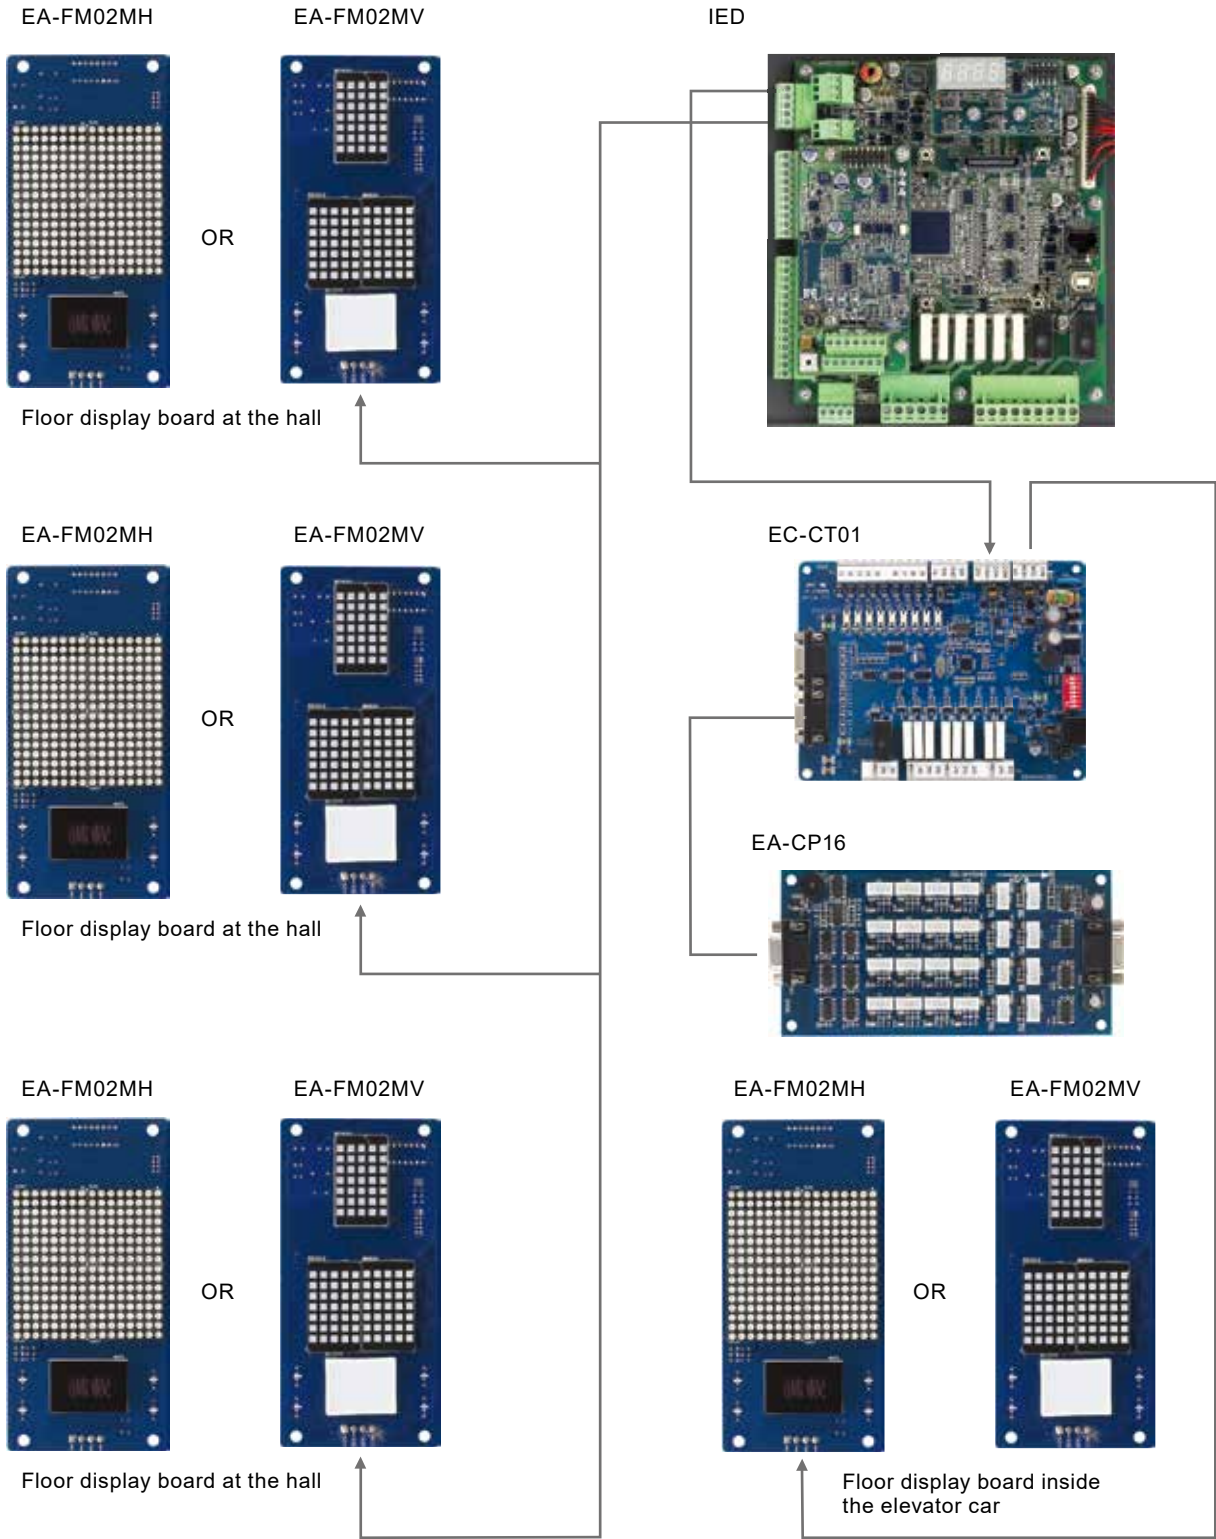 EA-FM02MH
EA-FM02MV
IED
OR
Floor display board at the hall
EA-FM02MH
EA-FM02MV
EC-CT01
OR
EA-CP16
Floor display board at the hall
EA-FM02MH
EA-FM02MV
EA-FM02MH
EA-FM02MV
OR
OR
Floor display board at the hall
Floor display board inside
the elevator car